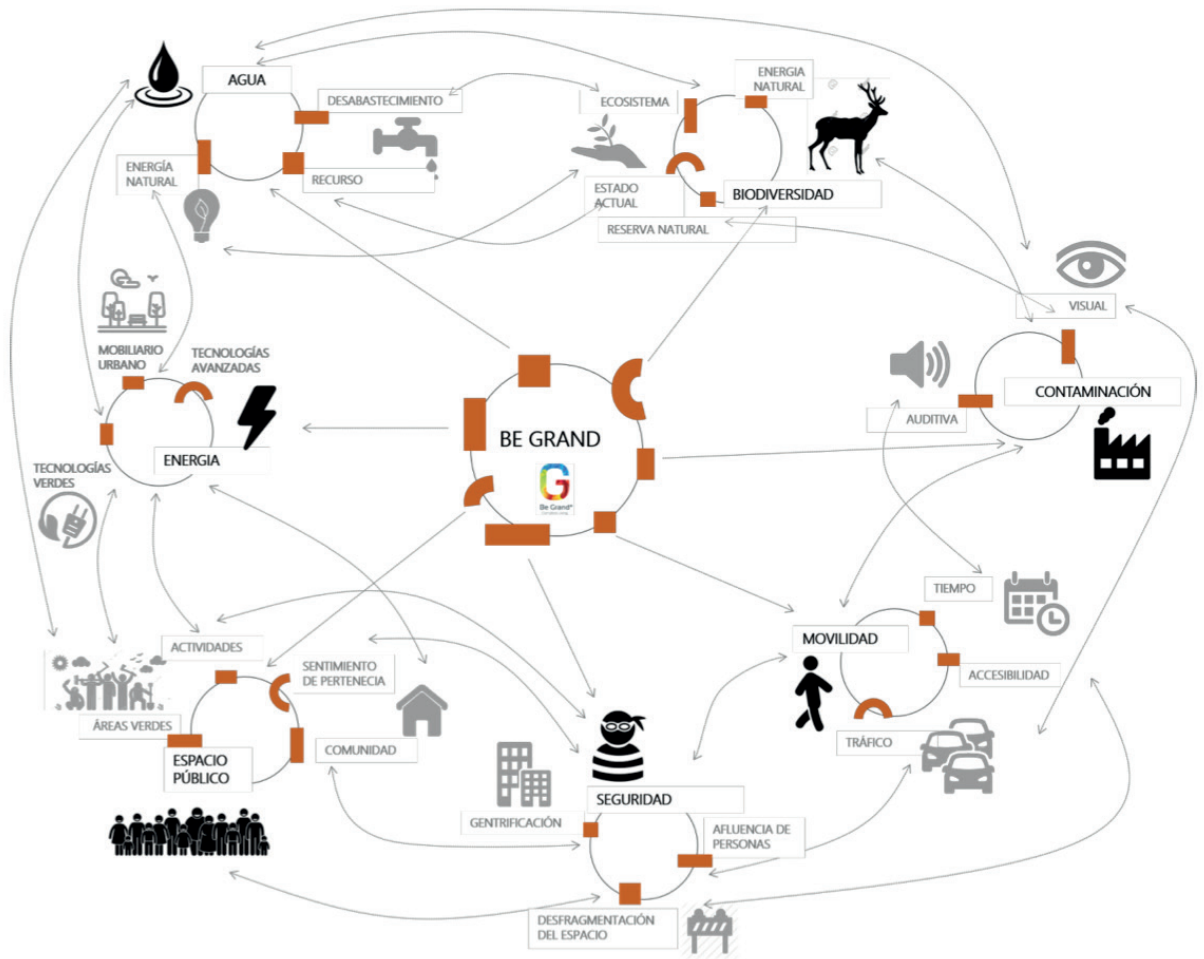 AGUA
DESABASTECIMIENTO
ENERGÍA
NATURAL
RECURSO
ENERGIA
NATURAL
ECOSISTEMA
ESTADO
ACTUAL
BIODIVERSIDAD
RESERVA NATURAL
VISUAL
CONTAMINACIÓN
AUDITIVA
MOBILIARIO
URBANO
TECNOLOGÍAS
AVANZADAS
ENERGIA
TECNOLOGÍAS
VERDES
BE GRAND
Be Grand®
TIEMPO
MOVILIDAD
ACCESIBILIDAD
TRÁFICO
ACTIVIDADES
SENTIMIENTO
DE PERTENECIA
ÁREAS VERDES
ESPACIO
PÚBLICO
COMUNIDAD
SEGURIDAD
GENTRIFICACIÓN
AFLUENCIA DE
PERSONAS
DESFRAGMENTACIÓN
DEL ESPACIO